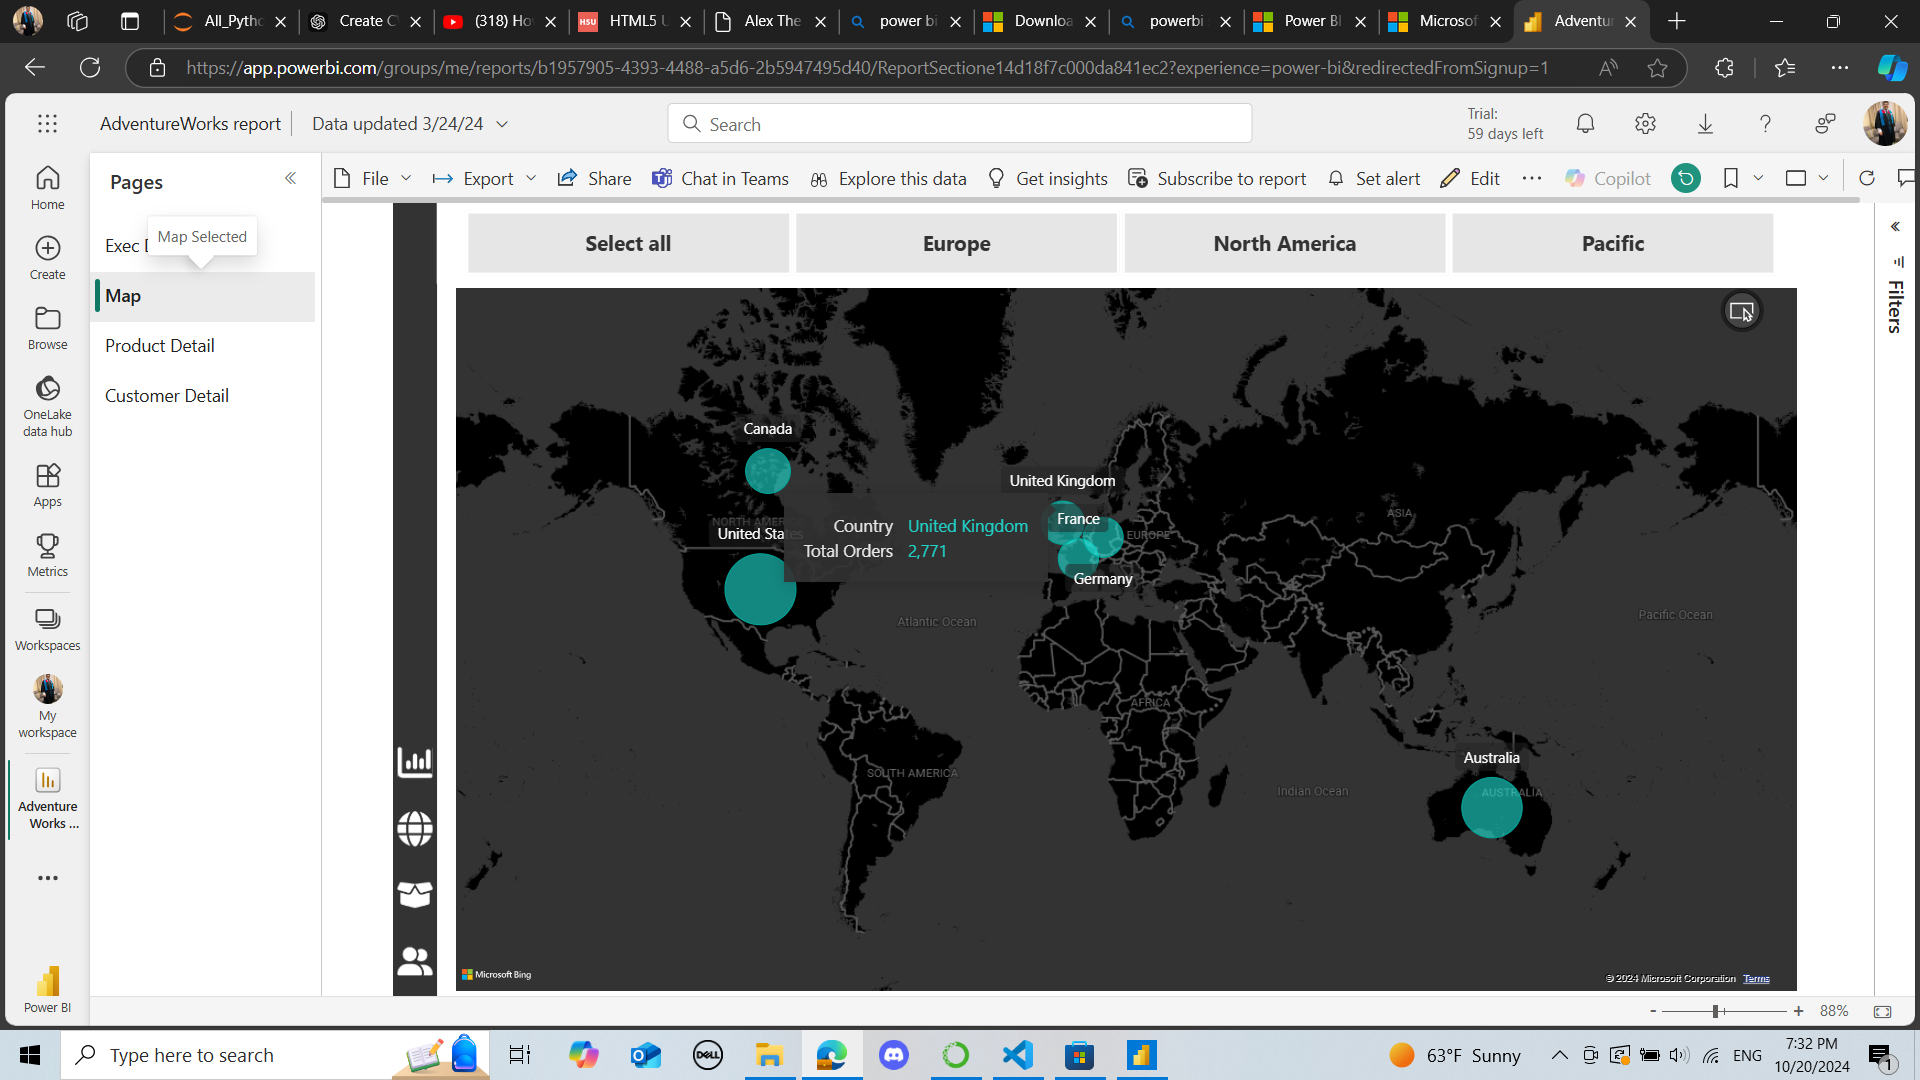 All_Pytho
Create C
(318) Ho
HSU
HTML5 U
Alex The
power bi
Downloa
powerbi
Power BI
Microsof
Adventur
https://app.powerbi.com/groups/me/reports/b1957905-4393-4488-a5d6-2b5947495d40/ReportSectione14d18f7c000da841ec2?experience=power-bi&redirectedFromSignup=1
AdventureWorks report
Data updated 3/24/24
Search
Trial:
59 days left
Pages
File
Export
Share
Chat in Teams
Explore this data
Get insights
Subscribe to report
Set alert
Edit
Copilot
Home
Create
Browse
OneLake
data hub
Apps
Metrics
Workspaces
My
workspace
Adventure
Works ...
Power BI
Exec D
Map Selected
Map
Product Detail
Customer Detail
Select all
Europe
North America
Pacific
Filters
Canada
United Kingdom
NORTH AMER
United States
Country United Kingdom
Total Orders 2,771
France
EUROPE
Germany
ASIA
Atlantic Ocean
Pacific Ocean
AFRICA
SOUTH AMERICA
Indian Ocean
Australia
AUSTRALIA
Microsoft Bing
© 2024 Microsoft Corporation Terms
- + 88%
Type here to search
DELL
63°F Sunny
ENG
7:32 PM
10/20/2024
1